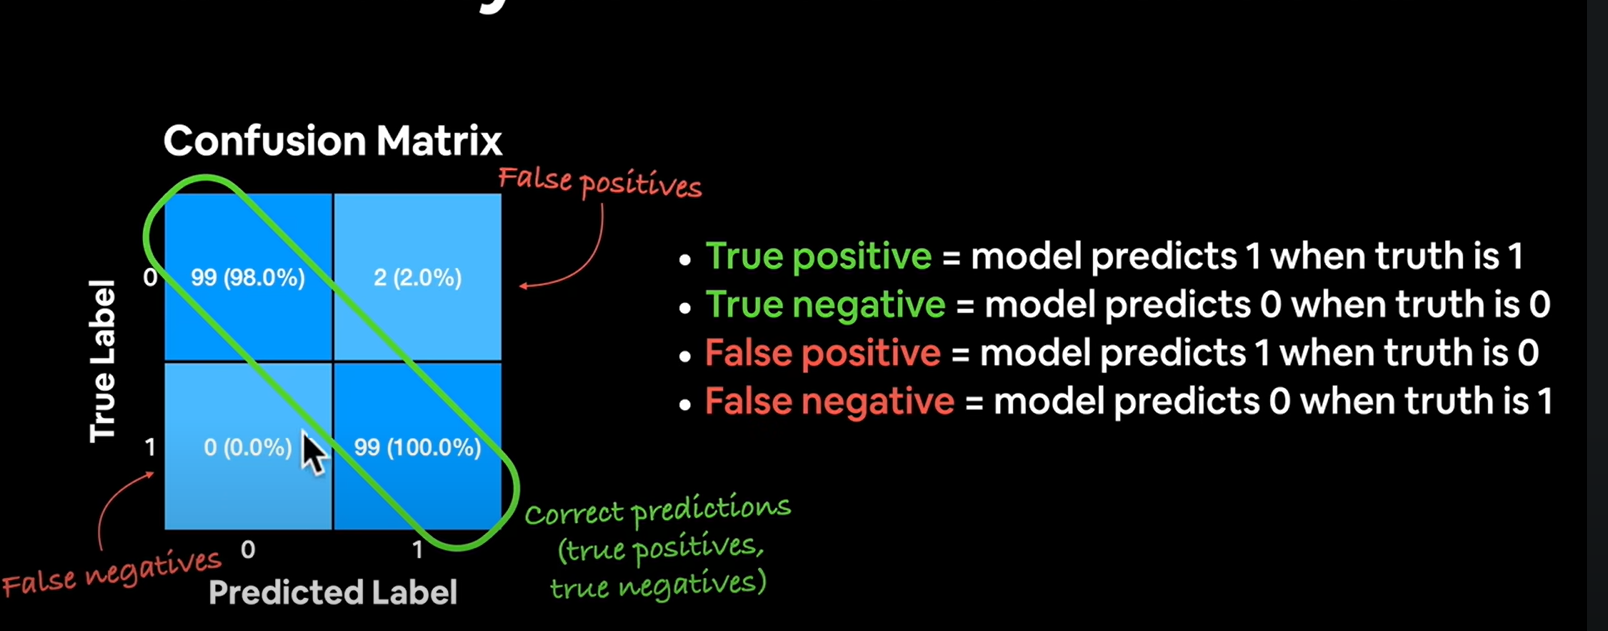 Confusion Matrix
False positives
0 99 (98.0%) 2 (2.0%)
True Label
1 0 (0.0%) 99 (100.0%)
0 1
Predicted Label
False negatives
Correct predictions
(true positives,
true negatives)
• True positive = model predicts 1 when truth is 1
• True negative = model predicts 0 when truth is 0
• False positive = model predicts 1 when truth is 0
• False negative = model predicts 0 when truth is 1